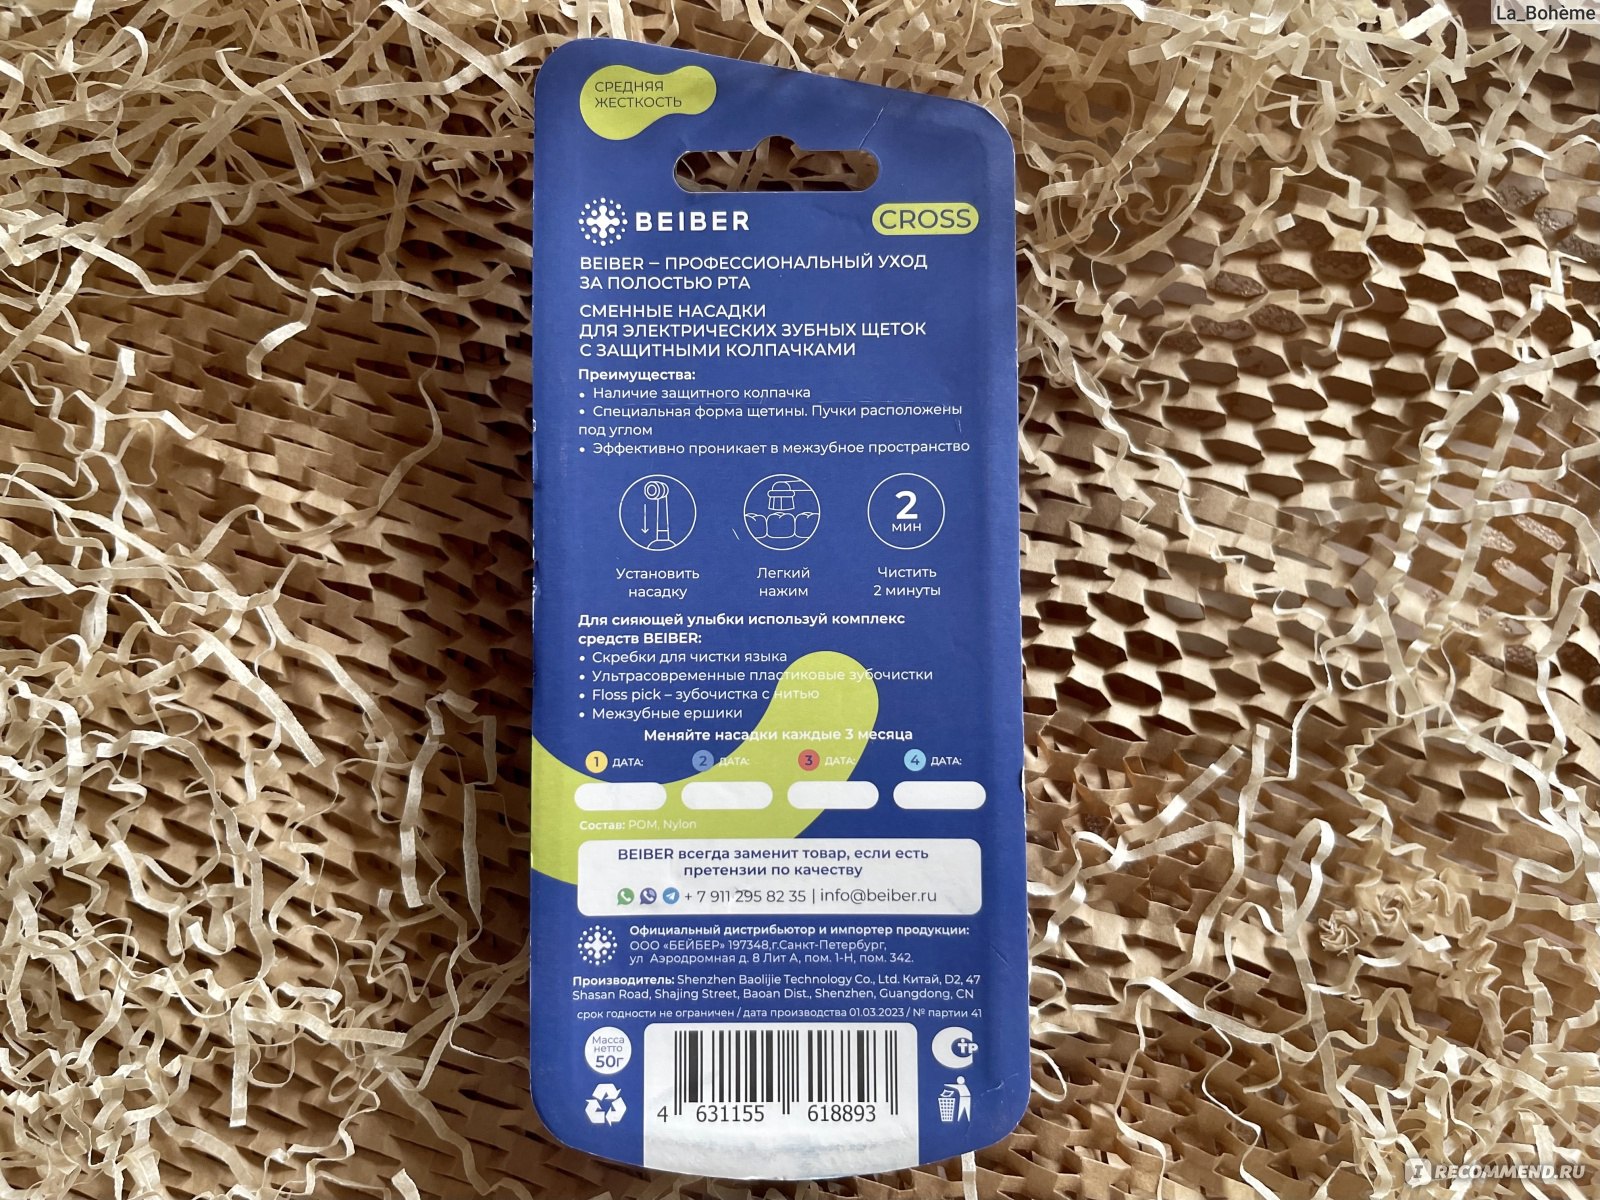 La_Bohème
СРЕДНЯЯ
ЖЕСТКОСТЬ
BEIBER
CROSS
BEIBER – ПРОФЕССИОНАЛЬНЫЙ УХОД
ЗА ПОЛОСТЬЮ РТА
СМЕННЫЕ НАСАДКИ
ДЛЯ ЭЛЕКТРИЧЕСКИХ ЗУБНЫХ ЩЕТОК
С ЗАЩИТНЫМИ КОЛПАЧКАМИ
Преимущества:
• Наличие защитного колпачка
• Специальная форма щетины. Пучки расположены
под углом
• Эффективно проникает в межзубное пространство
2
МИН
Установить
насадку
Легкий
нажим
Чистить
2 минуты
Для сияющей улыбки используй комплекс
средств BEIBER:
• Скребки для чистки языка
• Ультрасовременные пластиковые зубочистки
• Floss pick – зубочистка с нитью
• Межзубные ершики
Меняйте насадки каждые 3 месяца
1 ДАТА: 2 ДАТА: 3 ДАТА: 4 ДАТА:
Состав: POM, Nylon
BEIBER всегда заменит товар, если есть
претензии по качеству
+ 7 911 295 82 35 | info@beiber.ru
Официальный дистрибьютор и импортер продукции:
ООО «БЕЙБЕР» 197348,г.Санкт-Петербург,
ул Аэродромная д. 8 Лит А, пом. 1-Н, пом. 342.
Производитель: Shenzhen Baolijie Technology Co., Ltd. Китай, D2, 47
Shasan Road, Shajing Street, Baoan Dist., Shenzhen, Guangdong, CN
срок годности не ограничен / дата производства 01.03.2023 / № партии 41
Масса
нетто
50г
СТР
4 631155 618893
IRECOMMEND.RU